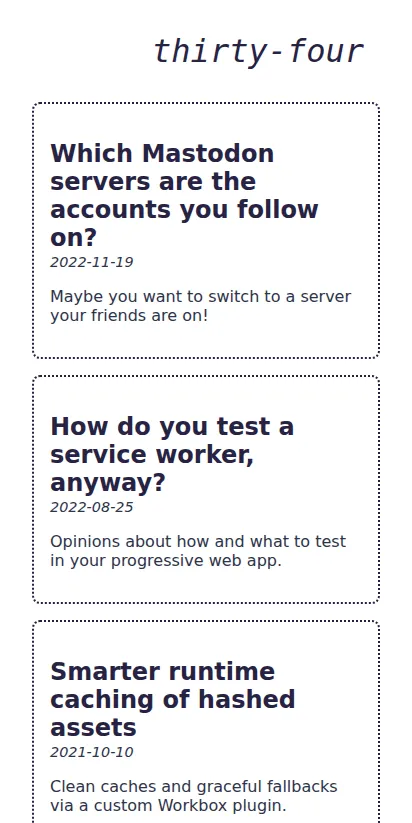 thirty-four
Which Mastodon
servers are the
accounts you follow
on?
2022-11-19
Maybe you want to switch to a server
your friends are on!
How do you test a
service worker,
anyway?
2022-08-25
Opinions about how and what to test
in your progressive web app.
Smarter runtime
caching of hashed
assets
2021-10-10
Clean caches and graceful fallbacks
via a custom Workbox plugin.